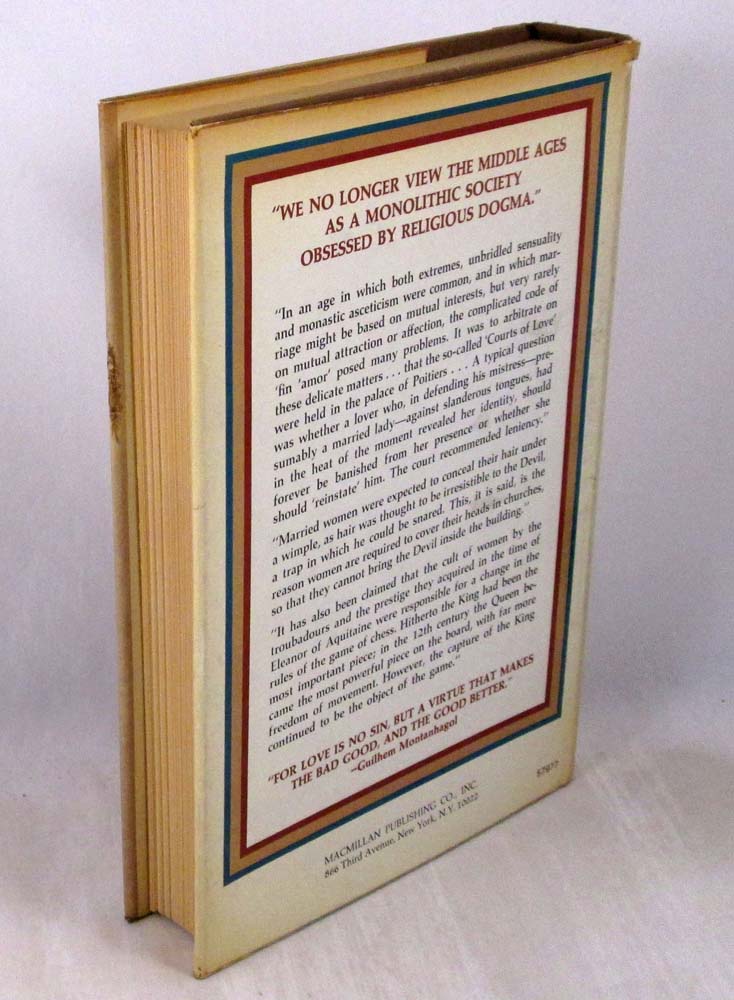 "WE NO LONGER VIEW THE MIDDLE AGES
AS A MONOLITHIC SOCIETY
OBSESSED BY RELIGIOUS DOGMA."
"In an age in which both extremes, unbridled sensuality
and monastic asceticism were common, and in which mar-
riage might be based on mutual interests, but very rarely
on mutual attraction or affection, the complicated code of
'fin 'amor' posed many problems. It was to arbitrate on
these delicate matters . . . that the so-called 'Courts of Love'
were held in the palace of Poitiers . . . A typical question
was whether a lover who, in defending his mistress—pre-
sumably a married lady—against slanderous tongues, had
in the heat of the moment revealed her identity, should
forever be banished from her presence or whether she
should 'reinstate' him. The court recommended leniency."
"Married women were expected to conceal their hair under
a wimple, as hair was thought to be irresistible to the Devil,
a trap in which he could be snared. This, it is said, is the
reason women are required to cover their heads in churches,
so that they cannot bring the Devil inside the building."
"It has also been claimed that the cult of women by the
troubadours and the prestige they acquired in the time of
Eleanor of Aquitaine were responsible for a change in the
rules of the game of chess. Hitherto the King had been the
most important piece; in the 12th century the Queen be-
came the most powerful piece on the board, with far more
freedom of movement. However, the capture of the King
continued to be the object of the game."
"FOR LOVE IS NO SIN, BUT A VIRTUE THAT MAKES
THE BAD GOOD, AND THE GOOD BETTER."
—Guilhem Montanhagol
MACMILLAN PUBLISHING CO., INC.
866 Third Avenue, New York, N.Y. 10022